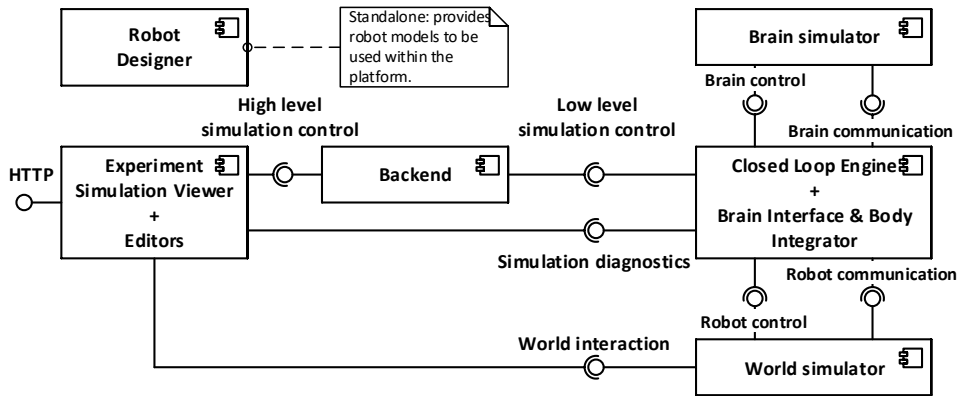 Robot
Designer
Standalone: provides
robot models to be
used within the
platform.
Brain simulator
Brain control
Brain communication
High level
simulation control
Low level
simulation control
HTTP
Experiment
Simulation Viewer
+
Editors
Backend
Closed Loop Engine
+
Brain Interface & Body
Integrator
Simulation diagnostics
Robot communication
Robot control
World interaction
World simulator